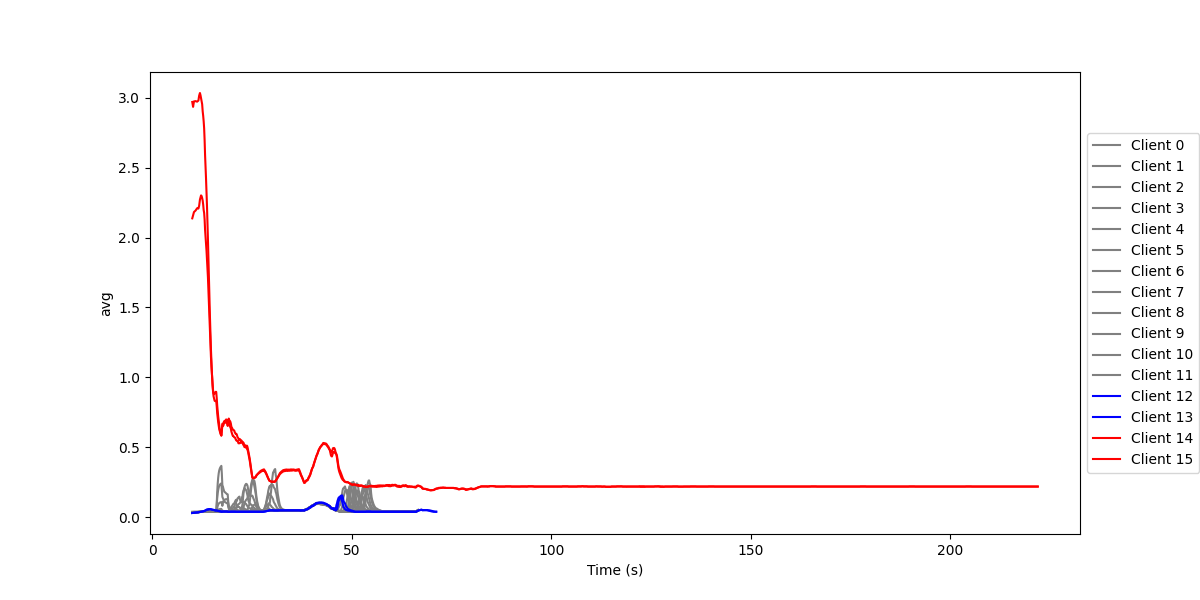 3.0
2.5
2.0
1.5
1.0
0.5
0.0
avg
0
50
100
150
200
Time (s)
Client 0
Client 1
Client 2
Client 3
Client 4
Client 5
Client 6
Client 7
Client 8
Client 9
Client 10
Client 11
Client 12
Client 13
Client 14
Client 15